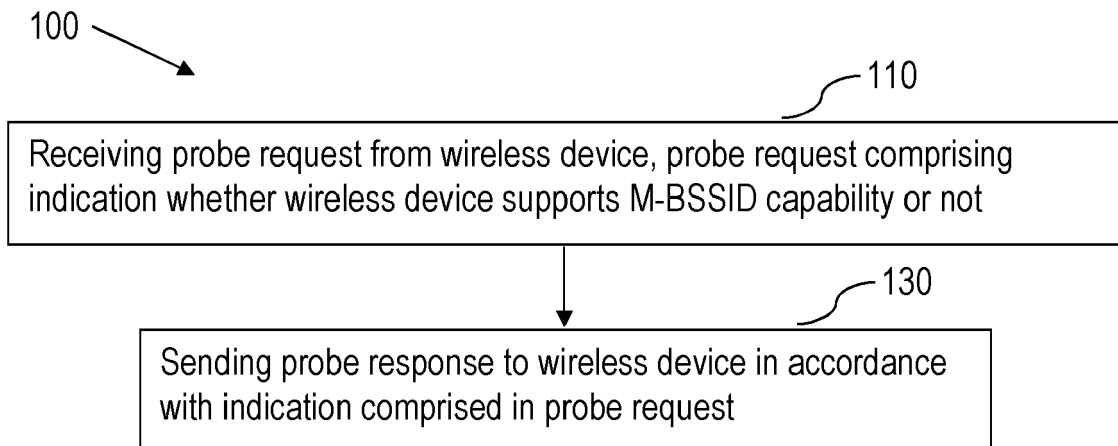 100
110
Receiving probe request from wireless device, probe request comprising
indication whether wireless device supports M-BSSID capability or not
130
Sending probe response to wireless device in accordance
with indication comprised in probe request